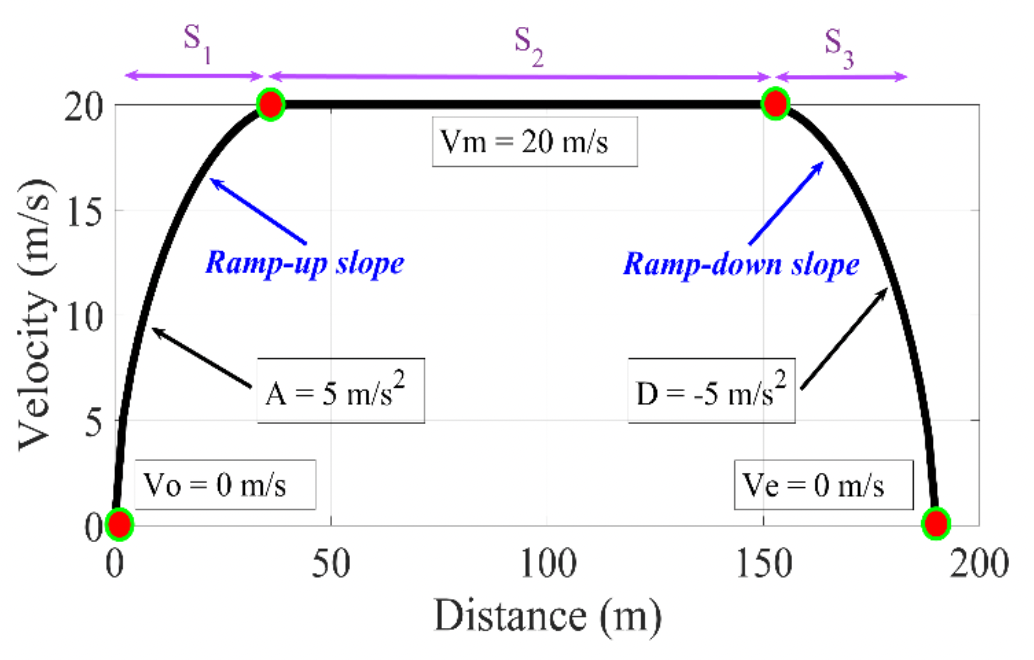 S₁ S₂ S₃
20
Vm = 20 m/s
15
Ramp-up slope
Ramp-down slope
10
A = 5 m/s²
D = -5 m/s²
5
Vo = 0 m/s
Ve = 0 m/s
0
0 50 100 150 200
Distance (m)
Velocity (m/s)